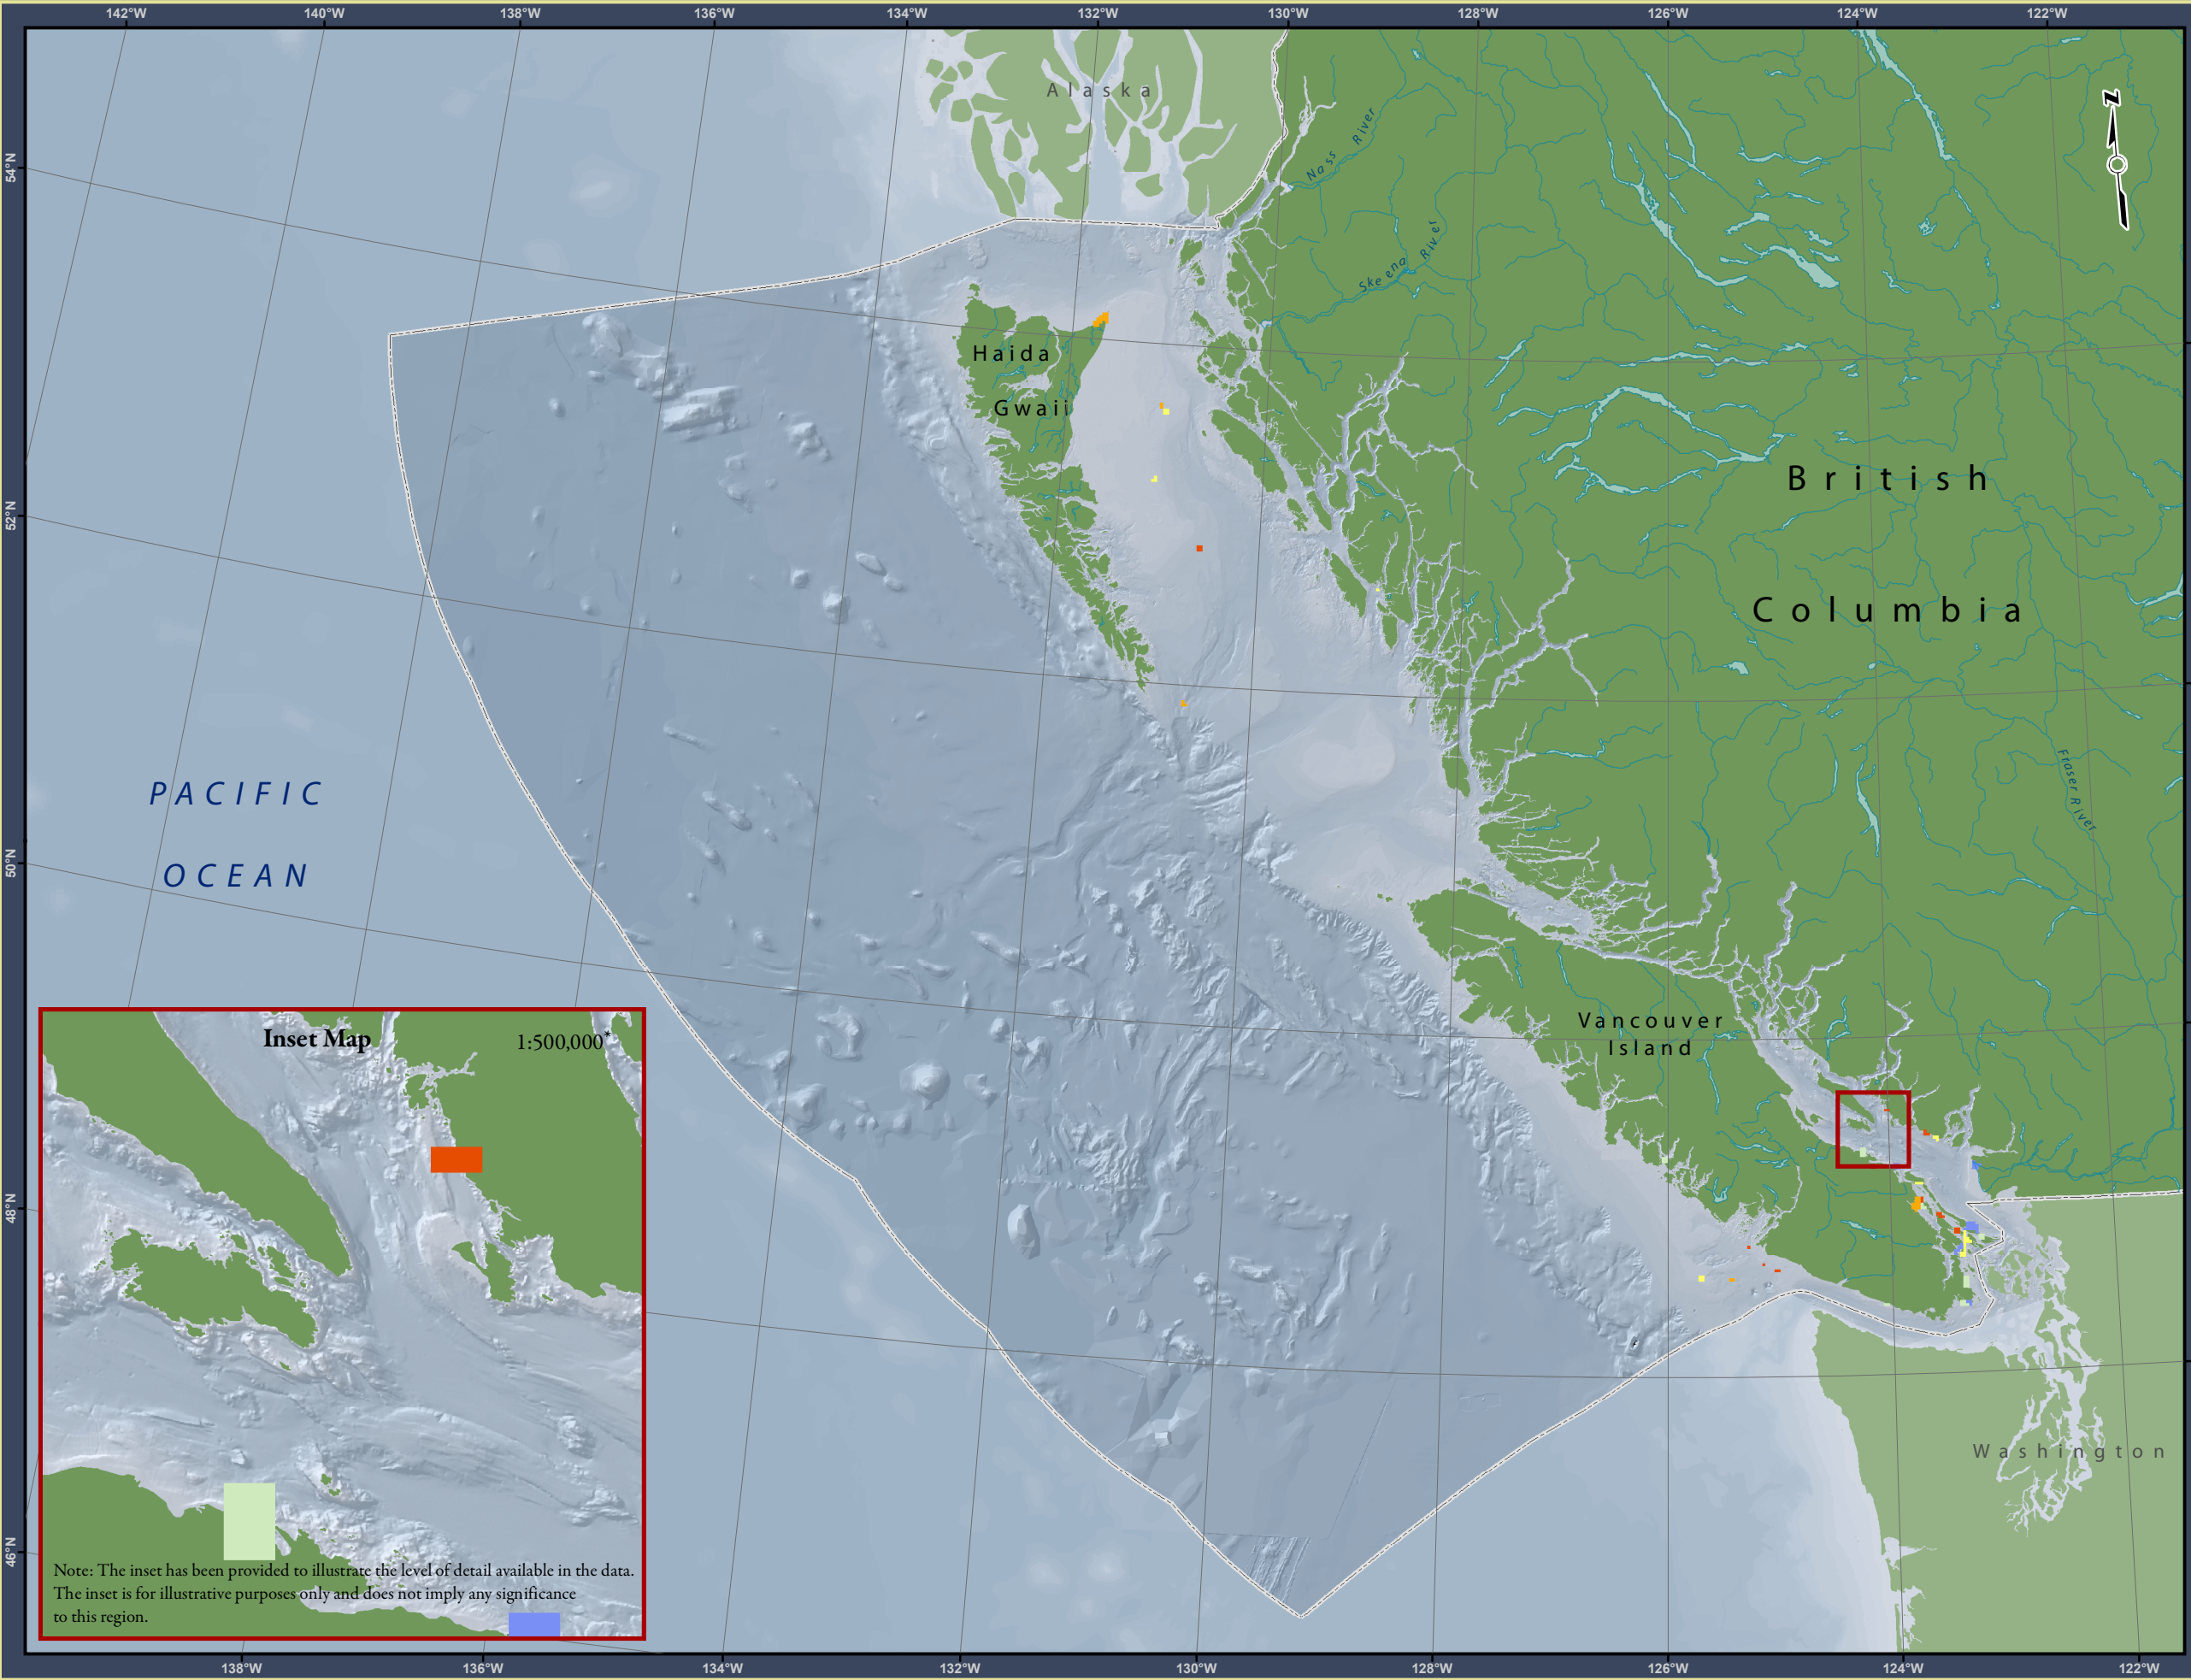 142°W 140°W 138°W 136°W 134°W 132°W 130°W 128°W 126°W 124°W 122°W
Alaska
N
Nass River
54°N
Skeena River
Haida
Gwaii
British
52°N
Columbia
PACIFIC
Fraser River
50°N
OCEAN
Vancouver
Island
Inset Map 1:500,000*
48°N
Washington
46°N
Note: The inset has been provided to illustrate the level of detail available in the data.
The inset is for illustrative purposes only and does not imply any significance
to this region.
138°W 136°W 134°W 132°W 130°W 128°W 126°W 124°W 122°W